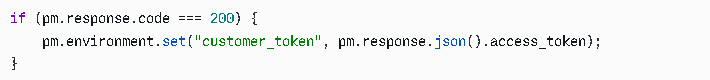 if (pm.response.code === 200) {
    pm.environment.set("customer_token", pm.response.json().access_token);
}